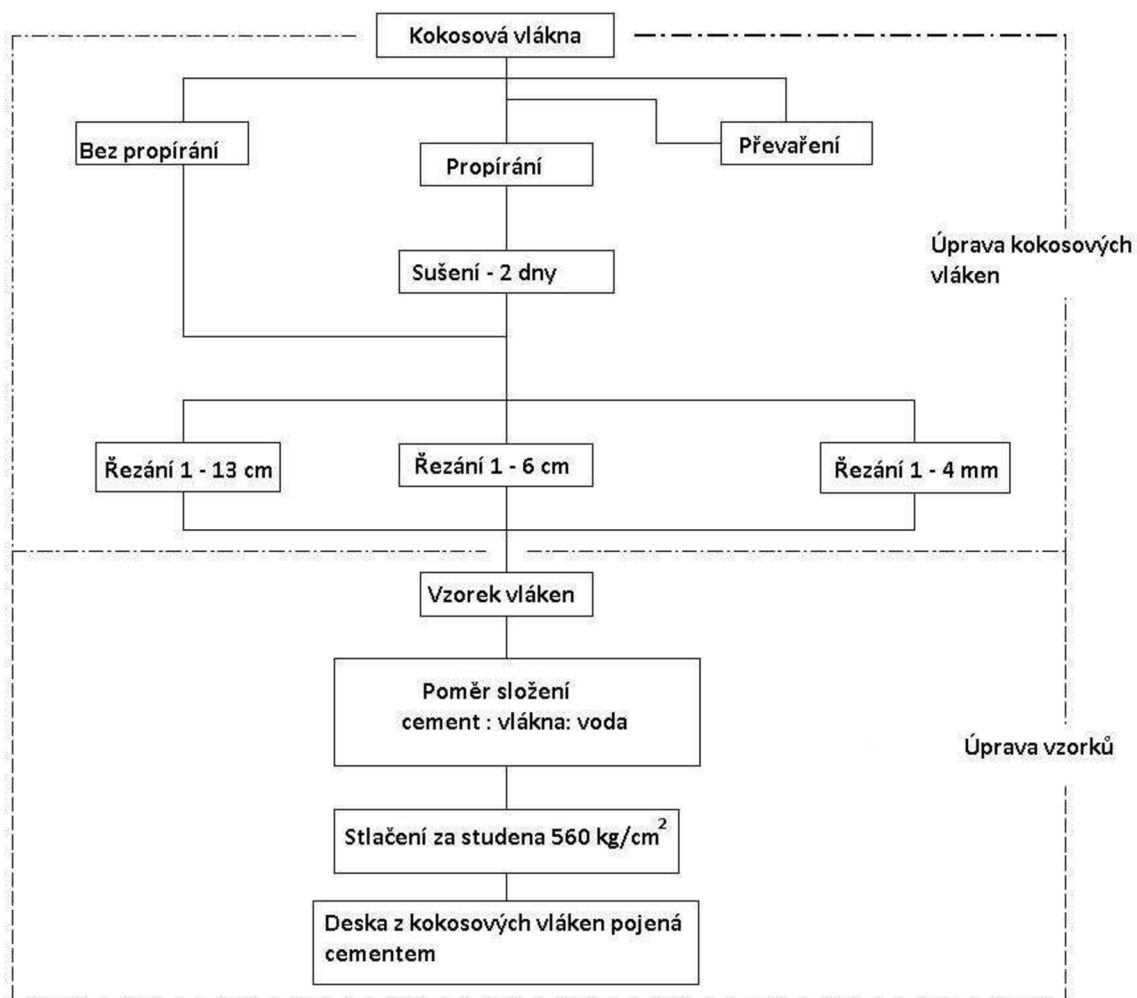 Kokosová vlákna
Bez propírání
Propírání
Převaření
Sušení - 2 dny
Úprava kokosových
vláken
Řezání 1 - 13 cm
Řezání 1 - 6 cm
Řezání 1 - 4 mm
Vzorek vláken
Poměr složení
cement : vlákna: voda
Úprava vzorků
Stlačení za studena 560 kg/cm²
Deska z kokosových vláken pojená
cementem